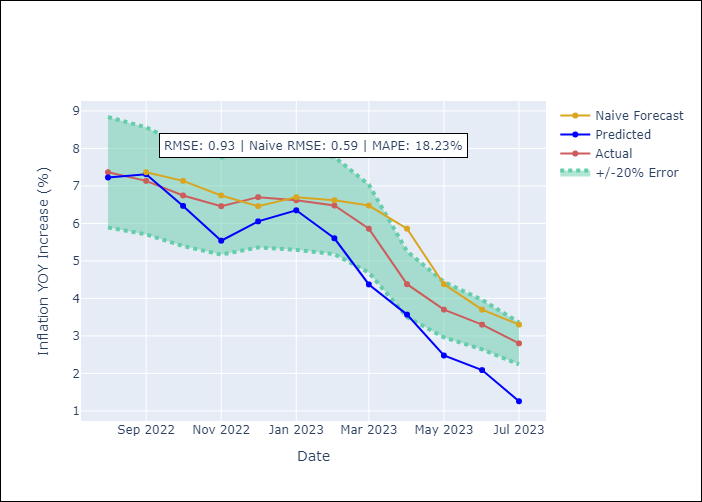 RMSE: 0.93 | Naive RMSE: 0.59 | MAPE: 18.23%
Naive Forecast
Predicted
Actual
+/-20% Error
Inflation YOY Increase (%)
9
8
7
6
5
4
3
2
1
Sep 2022
Nov 2022
Jan 2023
Mar 2023
May 2023
Jul 2023
Date